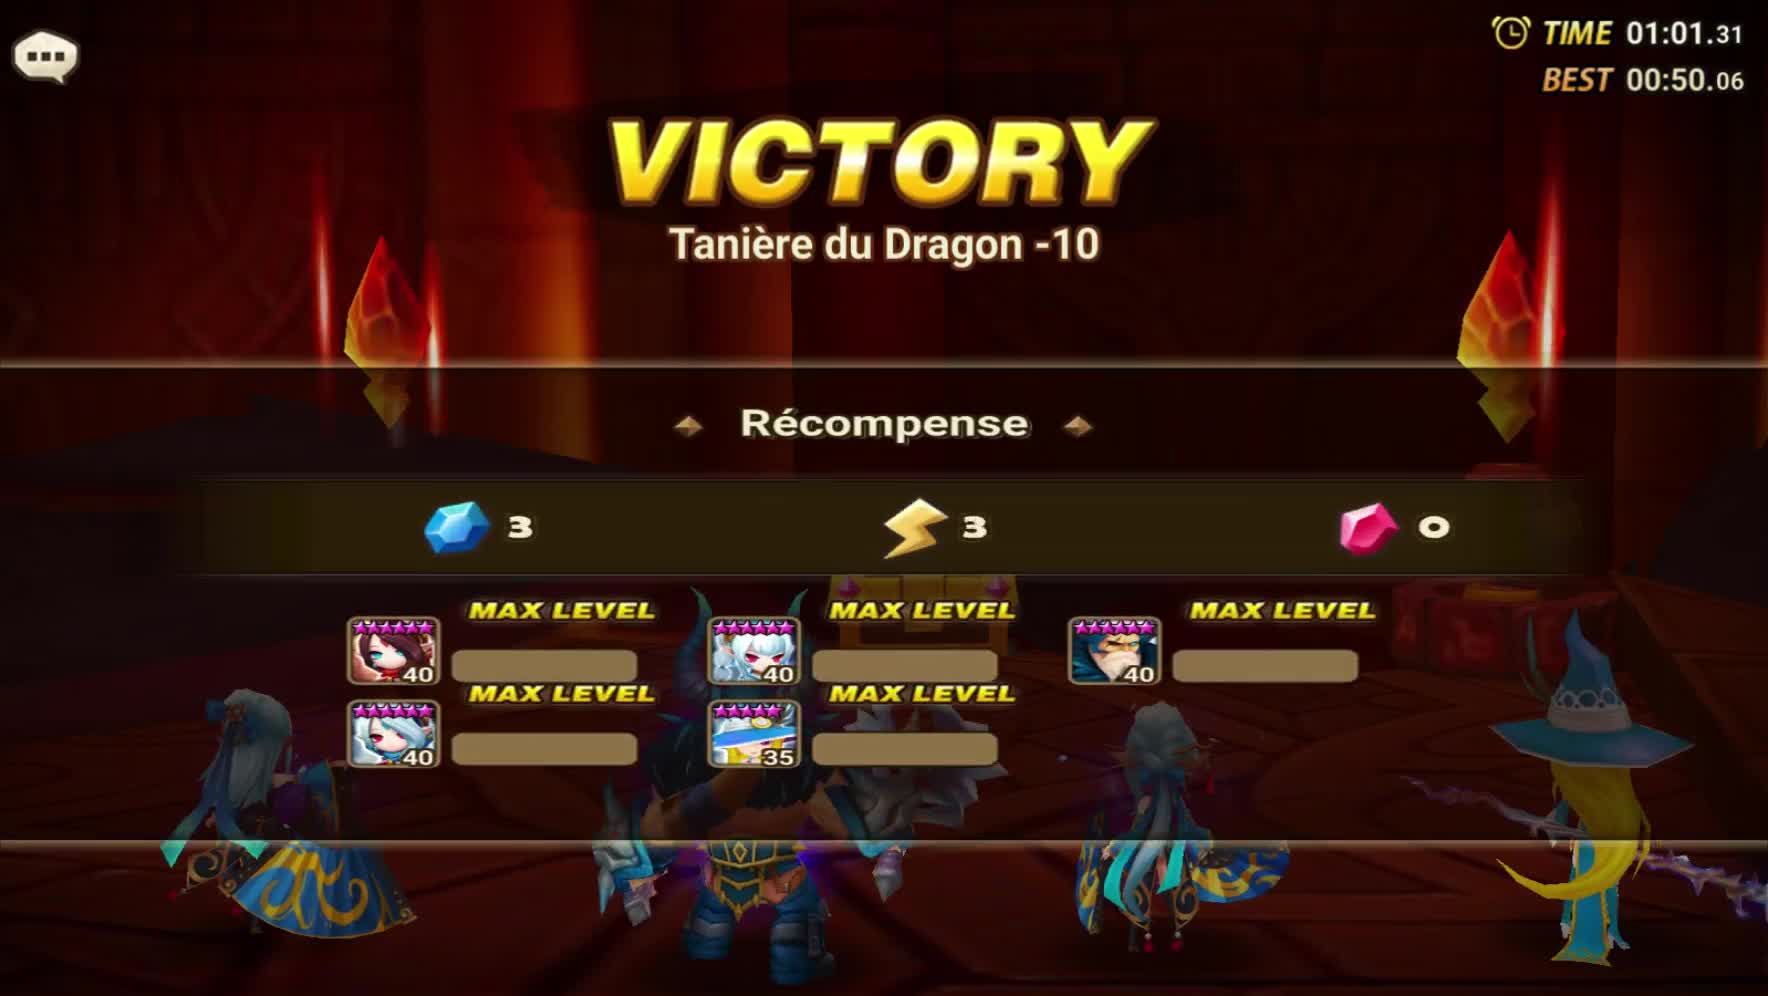 TIME 01:01.31
BEST 00:50.06
VICTORY
Tanière du Dragon -10
Récompense
3 3 0
MAX LEVEL MAX LEVEL MAX LEVEL
40 40 40
MAX LEVEL MAX LEVEL
40 35